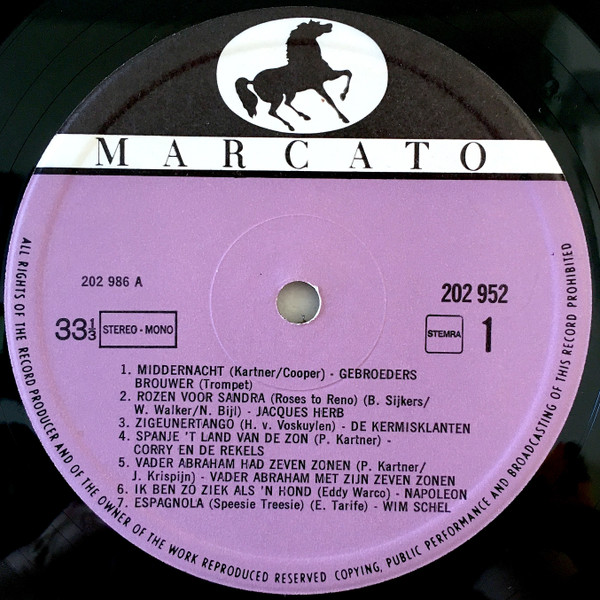 MARCATO
202 986 A
202 952
33 1/3
STEREO - MONO
STEMRA
1
1. MIDDERNACHT (Kartner/Cooper) - GEBROEDERS
BROUWER (Trompet)
2. ROZEN VOOR SANDRA (Roses to Reno) (B. Sijkers/
W. Walker/N. Bijl) - JACQUES HERB
3. ZIGEUNERTANGO (H. v. Voskuylen) - DE KERMISKLANTEN
4. SPANJE 'T LAND VAN DE ZON (P. Kartner) -
CORRY EN DE REKELS
5. VADER ABRAHAM HAD ZEVEN ZONEN (P. Kartner/
J. Krispijn) - VADER ABRAHAM MET ZIJN ZEVEN ZONEN
6. IK BEN ZO ZIEK ALS 'N HOND (Eddy Warco) - NAPOLEON
7. ESPAGNOLA (Speesie Treesie) (E. Tarife) - WIM SCHEL
ALL RIGHTS OF THE RECORD PRODUCER AND OF THE OWNER OF THE WORK REPRODUCED RESERVED COPYING, PUBLIC PERFORMANCE AND BROADCASTING OF THIS RECORD PROHIBITED